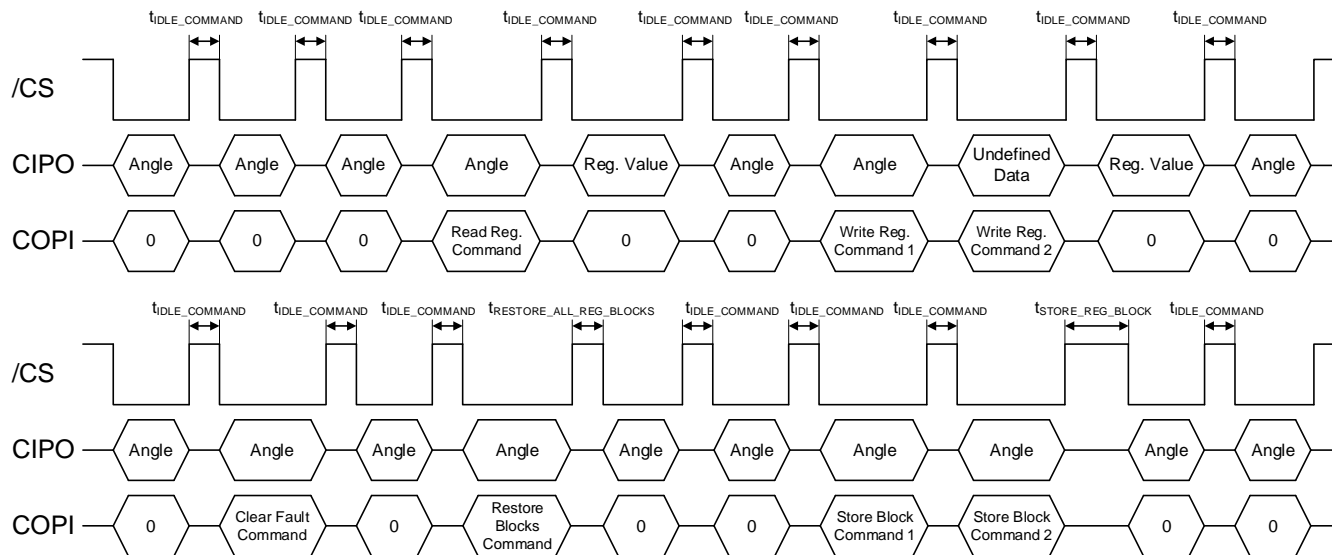 tIDLE_COMMAND tIDLE_COMMAND tIDLE_COMMAND tIDLE_COMMAND tIDLE_COMMAND tIDLE_COMMAND tIDLE_COMMAND tIDLE_COMMAND tIDLE_COMMAND
/CS
CIPO Angle Angle Angle Angle Reg. Value Angle Angle Undefined Data Reg. Value Angle
COPI 0 0 0 Read Reg. Command 0 0 Write Reg. Command 1 Write Reg. Command 2 0 0
tIDLE_COMMAND tIDLE_COMMAND tIDLE_COMMAND tRESTORE_ALL_REG_BLOCKS tIDLE_COMMAND tIDLE_COMMAND tIDLE_COMMAND tSTORE_REG_BLOCK tIDLE_COMMAND
/CS
CIPO Angle Angle Angle Angle Angle Angle Angle Angle Angle Angle
COPI 0 Clear Fault Command 0 Restore Blocks Command 0 0 Store Block Command 1 Store Block Command 2 0 0